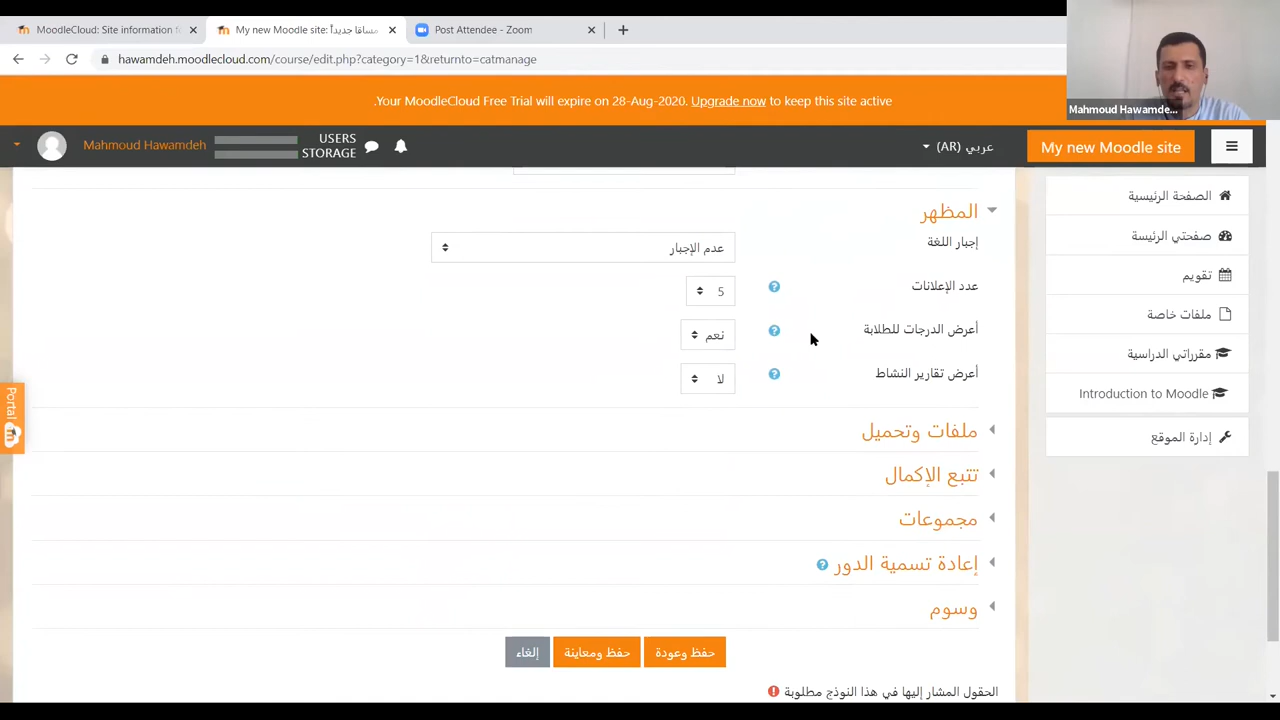 MoodleCloud: Site information f
My new Moodle site: مساقا جديداً
Post Attendee - Zoom
hawamdeh.moodlecloud.com/course/edit.php?category=1&returnto=catmanage
Mahmoud Hawamde...
.Your MoodleCloud Free Trial will expire on 28-Aug-2020. Upgrade now to keep this site active
Mahmoud Hawamdeh
USERS
STORAGE
عربي (AR)
My new Moodle site
الصفحة الرئيسية
صفحتي الرئيسة
تقويم
ملفات خاصة
مقرراتي الدراسية
Introduction to Moodle
إدارة الموقع
المظهر
إجبار اللغة عدم الإجبار
عدد الإعلانات 5
أعرض الدرجات للطلابة نعم
أعرض تقارير النشاط لا
ملفات وتحميل
تتبع الإكمال
مجموعات
إعادة تسمية الدور
وسوم
حفظ وعودة حفظ ومعاينة إلغاء
الحقول المشار إليها في هذا النوذج مطلوبة
Portal